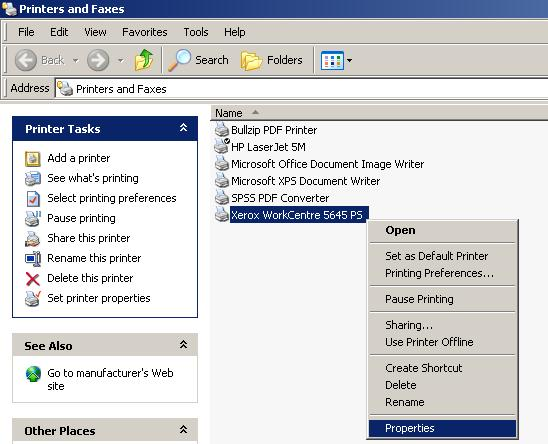 Printers and Faxes
File Edit View Favorites Tools Help
Back Search Folders
Address Printers and Faxes
Printer Tasks
Add a printer
See what's printing
Select printing preferences
Pause printing
Share this printer
Rename this printer
Delete this printer
Set printer properties
See Also
Go to manufacturer's Web
site
Other Places
Name
Bullzip PDF Printer
HP LaserJet 5M
Microsoft Office Document Image Writer
Microsoft XPS Document Writer
SPSS PDF Converter
Xerox WorkCentre 5645 PS
Open
Set as Default Printer
Printing Preferences...
Pause Printing
Sharing...
Use Printer Offline
Create Shortcut
Delete
Rename
Properties